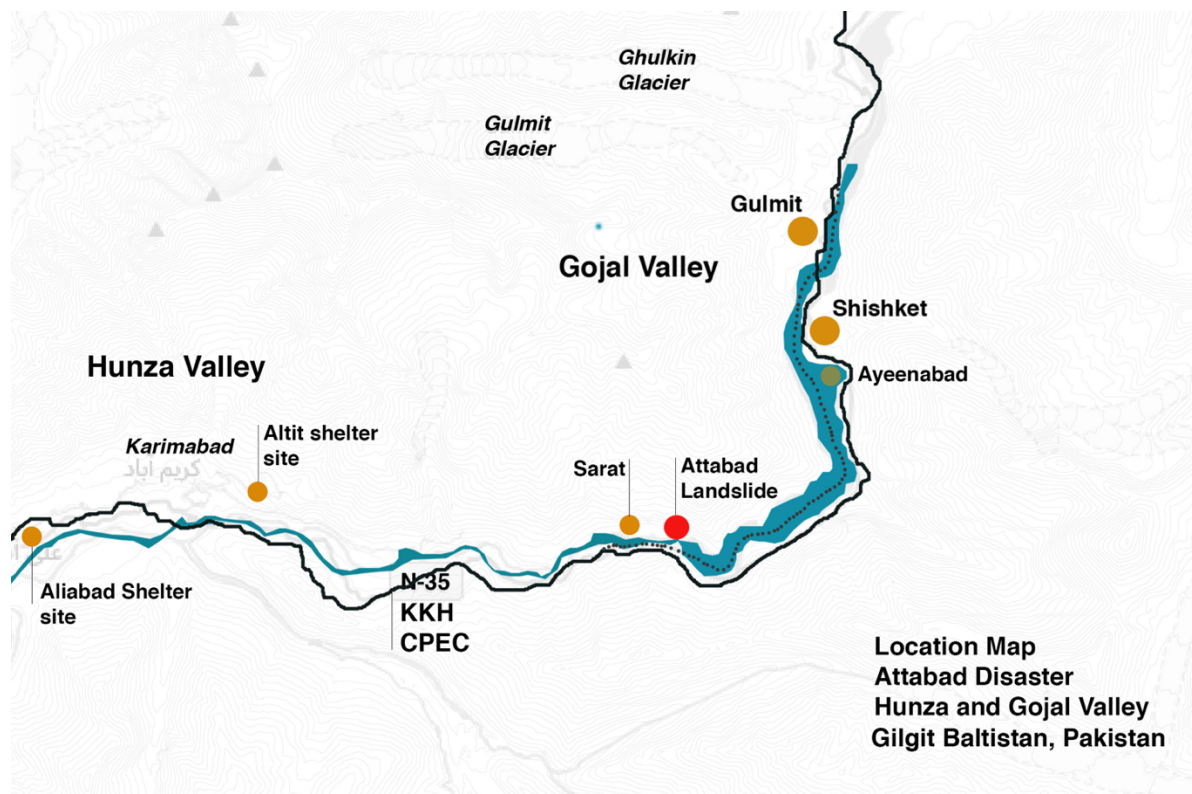 Ghulkin
Glacier
Gulmit
Glacier
Gulmit
Gojal Valley
Shishket
Hunza Valley
Ayeenabad
Karimabad
کریم آباد
Altit shelter
site
Sarat
Attabad
Landslide
Aliabad Shelter
site
N-35
KKH
CPEC
Location Map
Attabad Disaster
Hunza and Gojal Valley
Gilgit Baltistan, Pakistan